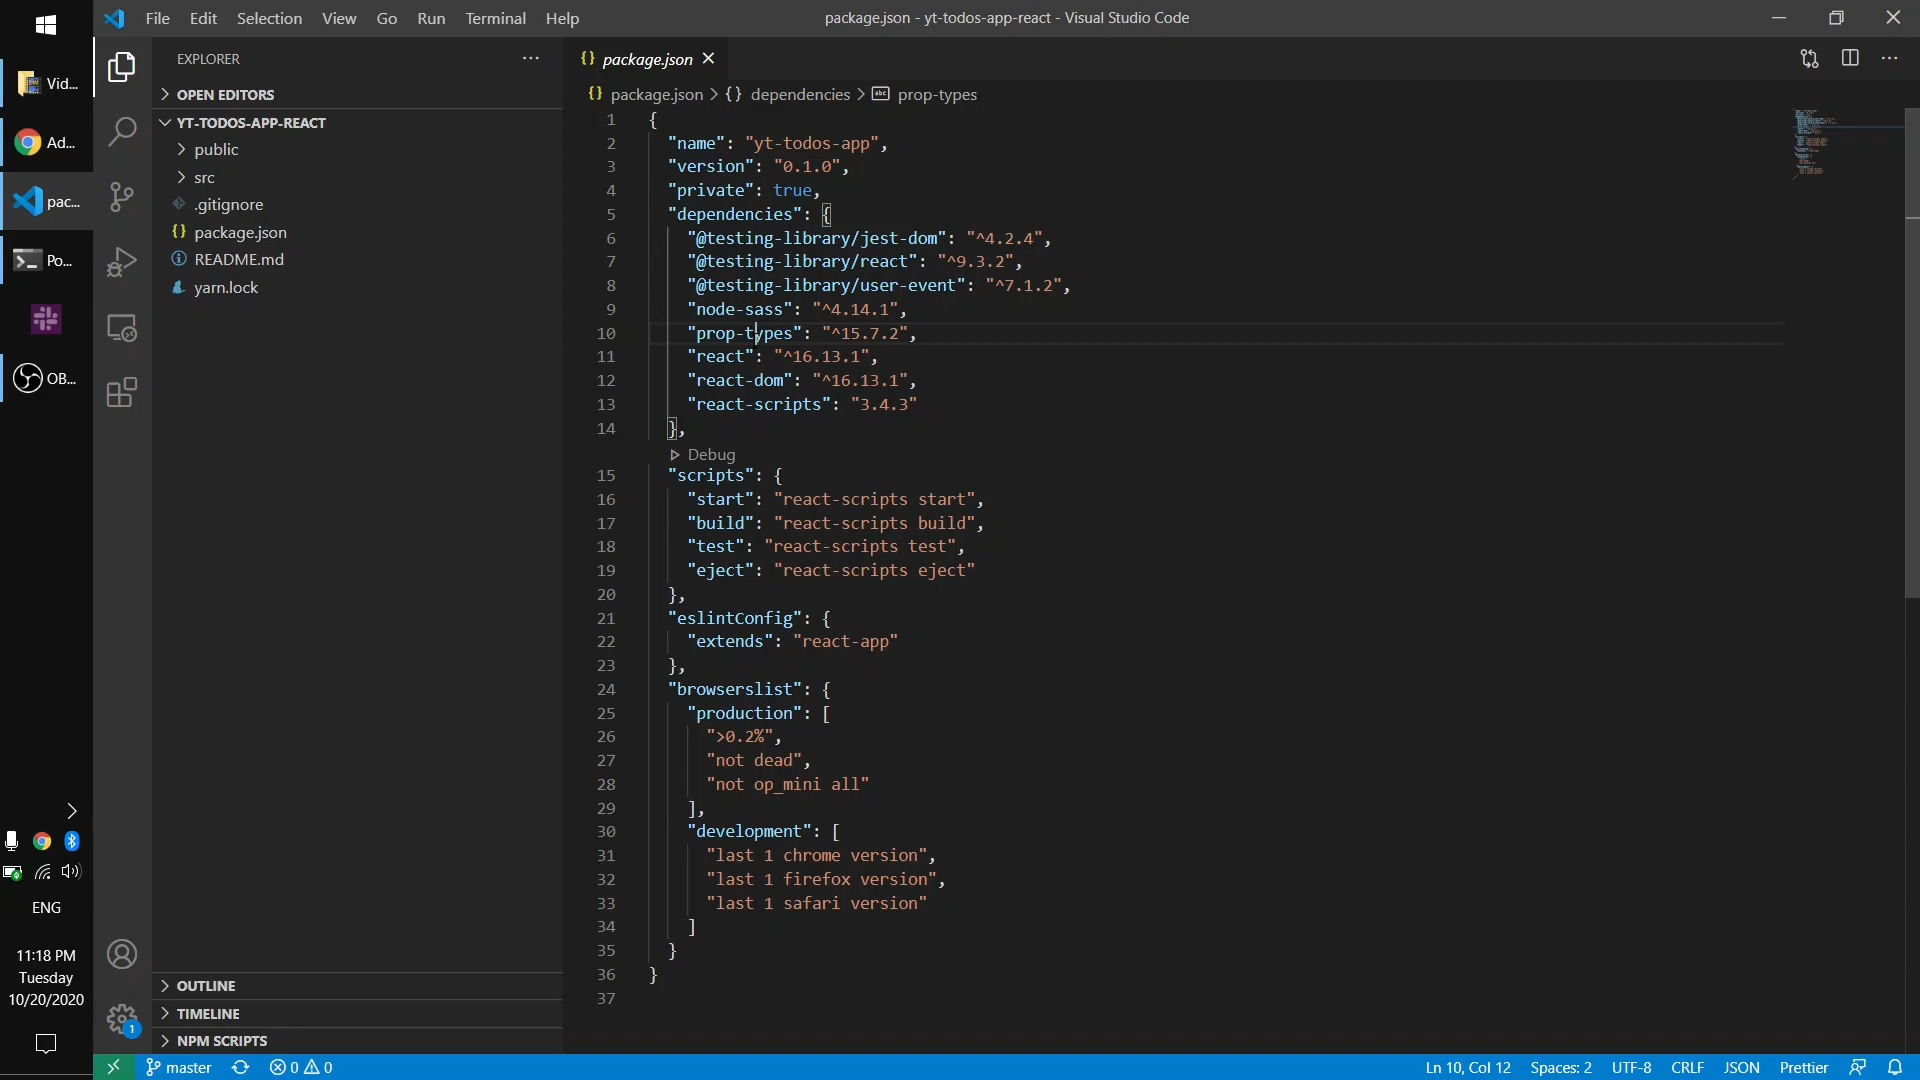 File Edit Selection View Go Run Terminal Help
package.json - yt-todos-app-react - Visual Studio Code
Vid...
Ad...
pac...
Po...
OB...
ENG
11:18 PM
Tuesday
10/20/2020
EXPLORER
OPEN EDITORS
YT-TODOS-APP-REACT
public
src
.gitignore
{} package.json
README.md
yarn.lock
OUTLINE
TIMELINE
NPM SCRIPTS
1
{} package.json
{} package.json > {} dependencies > abc prop-types
1 {
2 "name": "yt-todos-app",
3 "version": "0.1.0",
4 "private": true,
5 "dependencies": {
6 "@testing-library/jest-dom": "^4.2.4",
7 "@testing-library/react": "^9.3.2",
8 "@testing-library/user-event": "^7.1.2",
9 "node-sass": "^4.14.1",
10 "prop-types": "^15.7.2",
11 "react": "^16.13.1",
12 "react-dom": "^16.13.1",
13 "react-scripts": "3.4.3"
14 },
Debug
15 "scripts": {
16 "start": "react-scripts start",
17 "build": "react-scripts build",
18 "test": "react-scripts test",
19 "eject": "react-scripts eject"
20 },
21 "eslintConfig": {
22 "extends": "react-app"
23 },
24 "browserslist": {
25 "production": [
26 ">0.2%",
27 "not dead",
28 "not op_mini all"
29 ],
30 "development": [
31 "last 1 chrome version",
32 "last 1 firefox version",
33 "last 1 safari version"
34 ]
35 }
36 }
37
master 0 0
Ln 10, Col 12 Spaces: 2 UTF-8 CRLF JSON Prettier